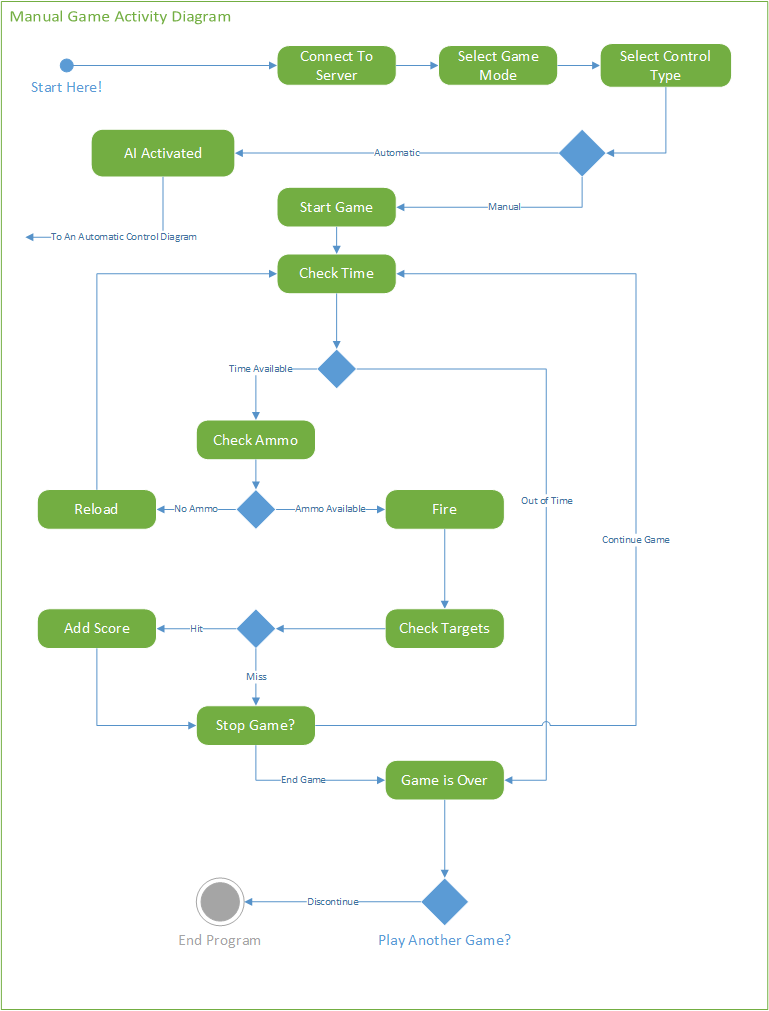 Manual Game Activity Diagram
Connect To
Server
Select Game
Mode
Select Control
Type
Start Here!
AI Activated
Automatic
Start Game
Manual
To An Automatic Control Diagram
Check Time
Time Available
Check Ammo
Reload
No Ammo
Ammo Available
Fire
Out of Time
Continue Game
Add Score
Hit
Check Targets
Miss
Stop Game?
End Game
Game is Over
Discontinue
End Program
Play Another Game?